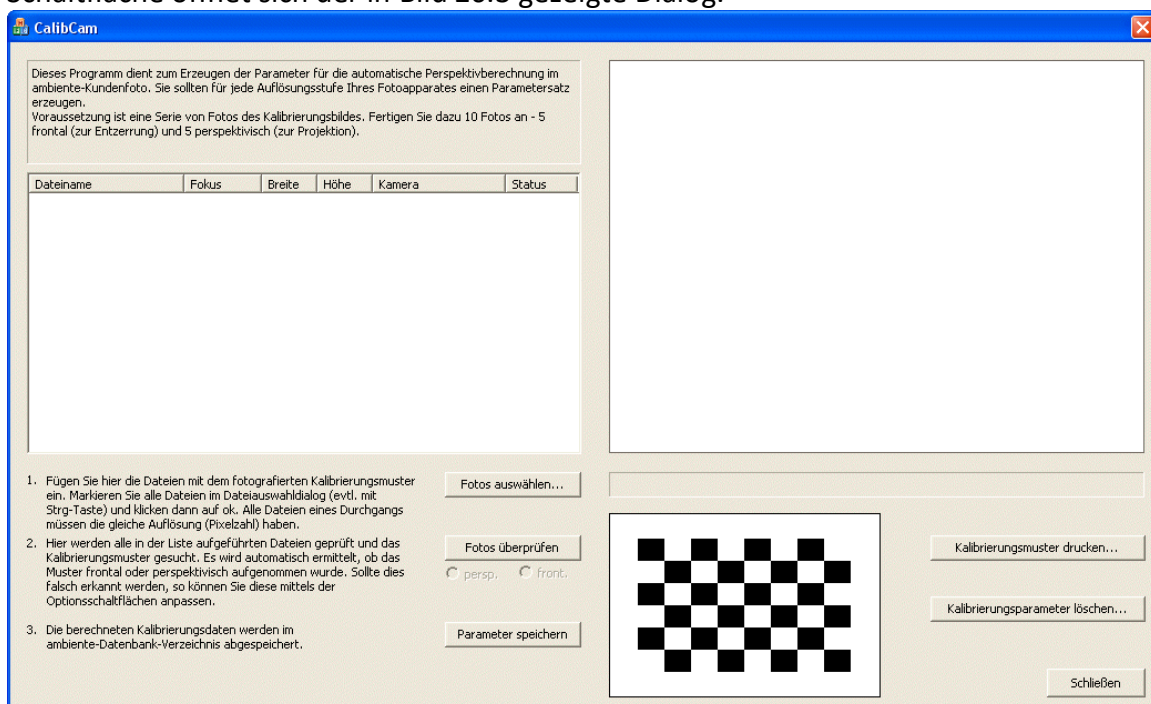 Schaltfläche öffnet sich der in Bild 20.3 gezeigte Dialog.
CalibCam
Dieses Programm dient zum Erzeugen der Parameter für die automatische Perspektivberechnung im
ambiente-Kundenfoto. Sie sollten für jede Auflösungsstufe Ihres Fotoapparates einen Parametersatz
erzeugen.
Voraussetzung ist eine Serie von Fotos des Kalibrierungsbildes. Fertigen Sie dazu 10 Fotos an - 5
frontal (zur Entzerrung) und 5 perspektivisch (zur Projektion).
Dateiname Fokus Breite Höhe Kamera Status
1. Fügen Sie hier die Dateien mit dem fotografierten Kalibrierungsmuster
ein. Markieren Sie alle Dateien im Dateiauswahldialog (evtl. mit
Strg-Taste) und klicken dann auf ok. Alle Dateien eines Durchgangs
müssen die gleiche Auflösung (Pixelzahl) haben.
Fotos auswählen...
2. Hier werden alle in der Liste aufgeführten Dateien geprüft und das
Kalibrierungsmuster gesucht. Es wird automatisch ermittelt, ob das
Muster frontal oder perspektivisch aufgenommen wurde. Sollte dies
falsch erkannt werden, so können Sie diese mittels der
Optionsschaltflächen anpassen.
Fotos überprüfen
persp. front.
3. Die berechneten Kalibrierungsdaten werden im
ambiente-Datenbank-Verzeichnis abgespeichert.
Parameter speichern
Kalibrierungsmuster drucken...
Kalibrierungsparameter löschen...
Schließen